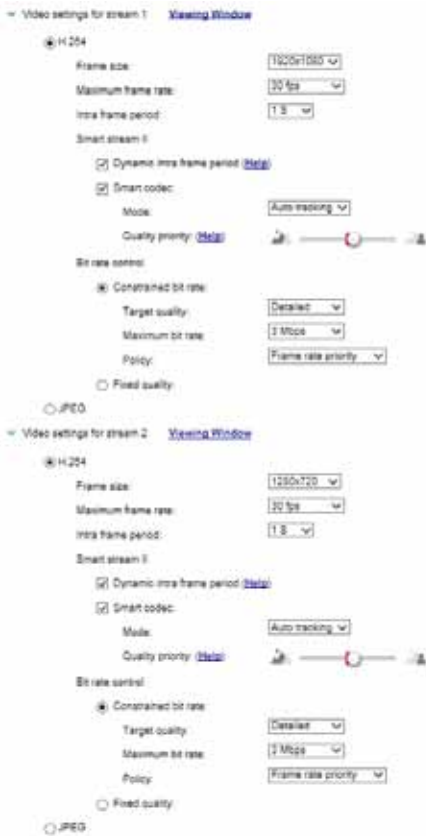 Video settings for stream 1 Viewing Window
H.264
Frame size: 1920x1080
Maximum frame rate: 30 fps
Intra frame period: 1 S
Smart stream II
Dynamic intra frame period (Help)
Smart codec:
Mode: Auto tracking
Quality priority: (Help)
Bit rate control
Constrained bit rate:
Target quality: Detailed
Maximum bit rate: 3 Mbps
Policy: Frame rate priority
Fixed quality
JPEG
Video settings for stream 2 Viewing Window
H.264
Frame size: 1280x720
Maximum frame rate: 30 fps
Intra frame period: 1 S
Smart stream II
Dynamic intra frame period (Help)
Smart codec:
Mode: Auto tracking
Quality priority: (Help)
Bit rate control
Constrained bit rate:
Target quality: Detailed
Maximum bit rate: Mbps
Policy: Frame rate priority
Fixed quality
JPEG